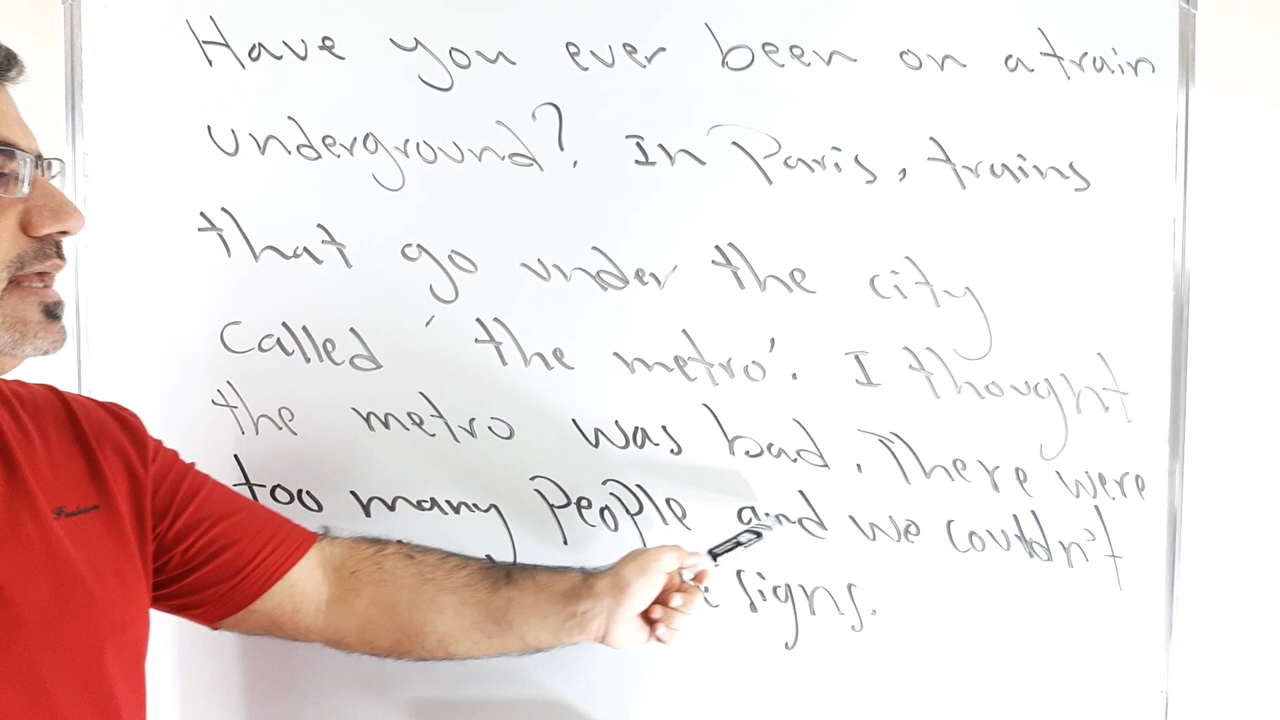 Have you ever been on a train
underground? In Paris, trains
that go under the city
called 'the metro'. I thought
the metro was bad. There were
too many people and we couldn't
signs.